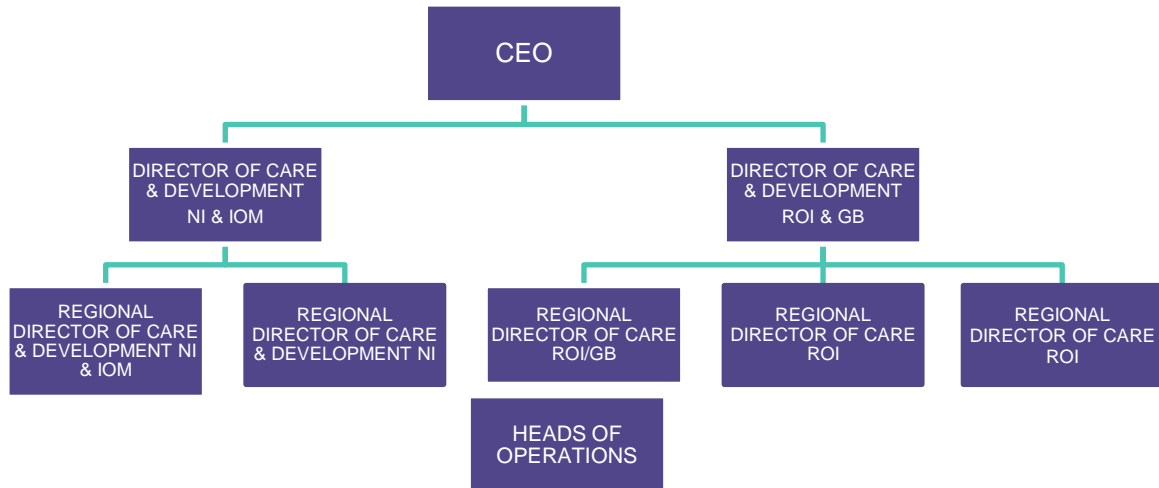 CEO
DIRECTOR OF CARE
& DEVELOPMENT
NI & IOM
DIRECTOR OF CARE
& DEVELOPMENT
ROI & GB
REGIONAL
DIRECTOR OF CARE
& DEVELOPMENT NI
& IOM
REGIONAL
DIRECTOR OF CARE
& DEVELOPMENT NI
REGIONAL
DIRECTOR OF CARE
ROI/GB
REGIONAL
DIRECTOR OF CARE
ROI
REGIONAL
DIRECTOR OF CARE
ROI
HEADS OF
OPERATIONS